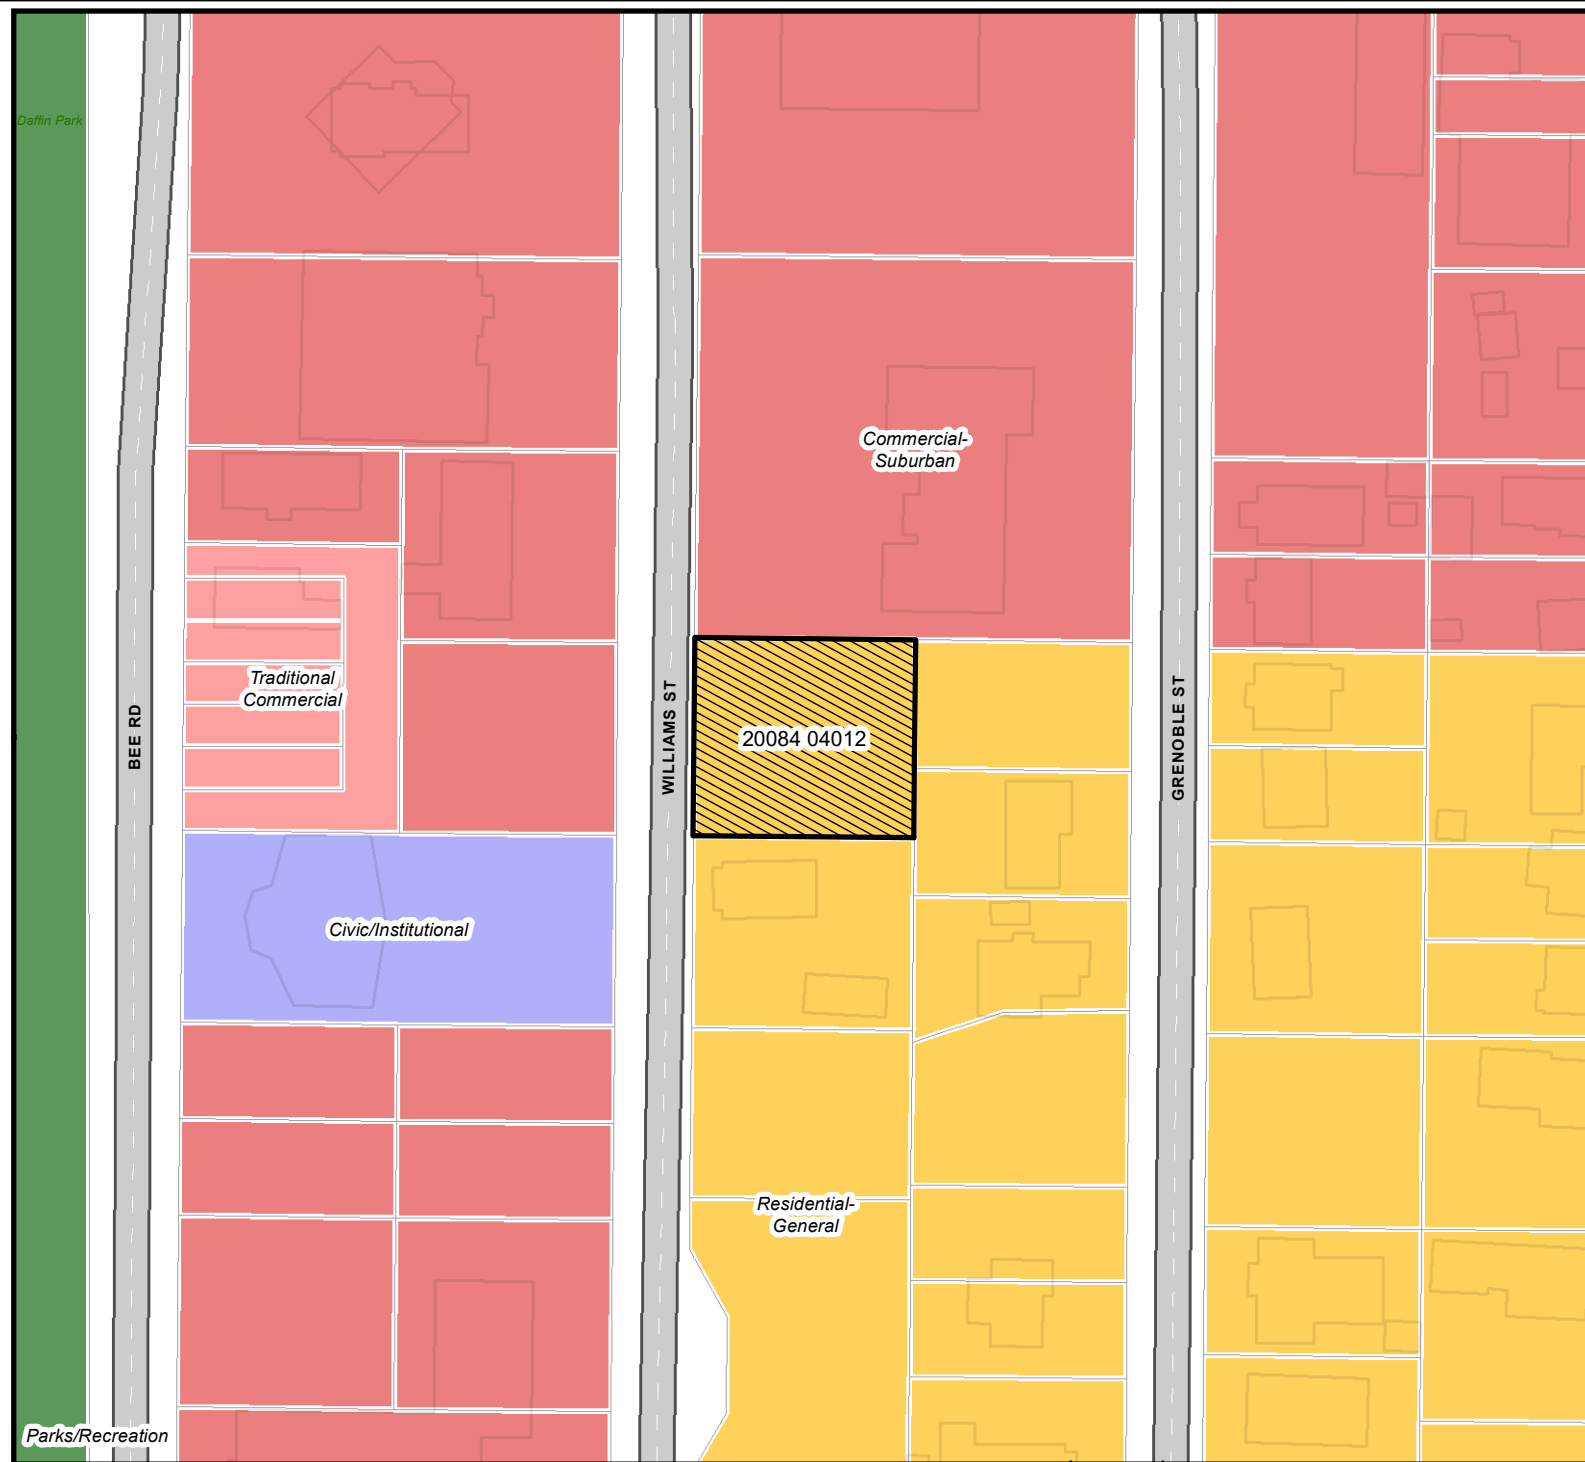 Daffin Park
Commercial-
Suburban
Traditional
Commercial
BEE RD
WILLIAMS ST
20084 04012
GRENOBLE ST
Civic/Institutional
Residential-
General
Parks/Recreation